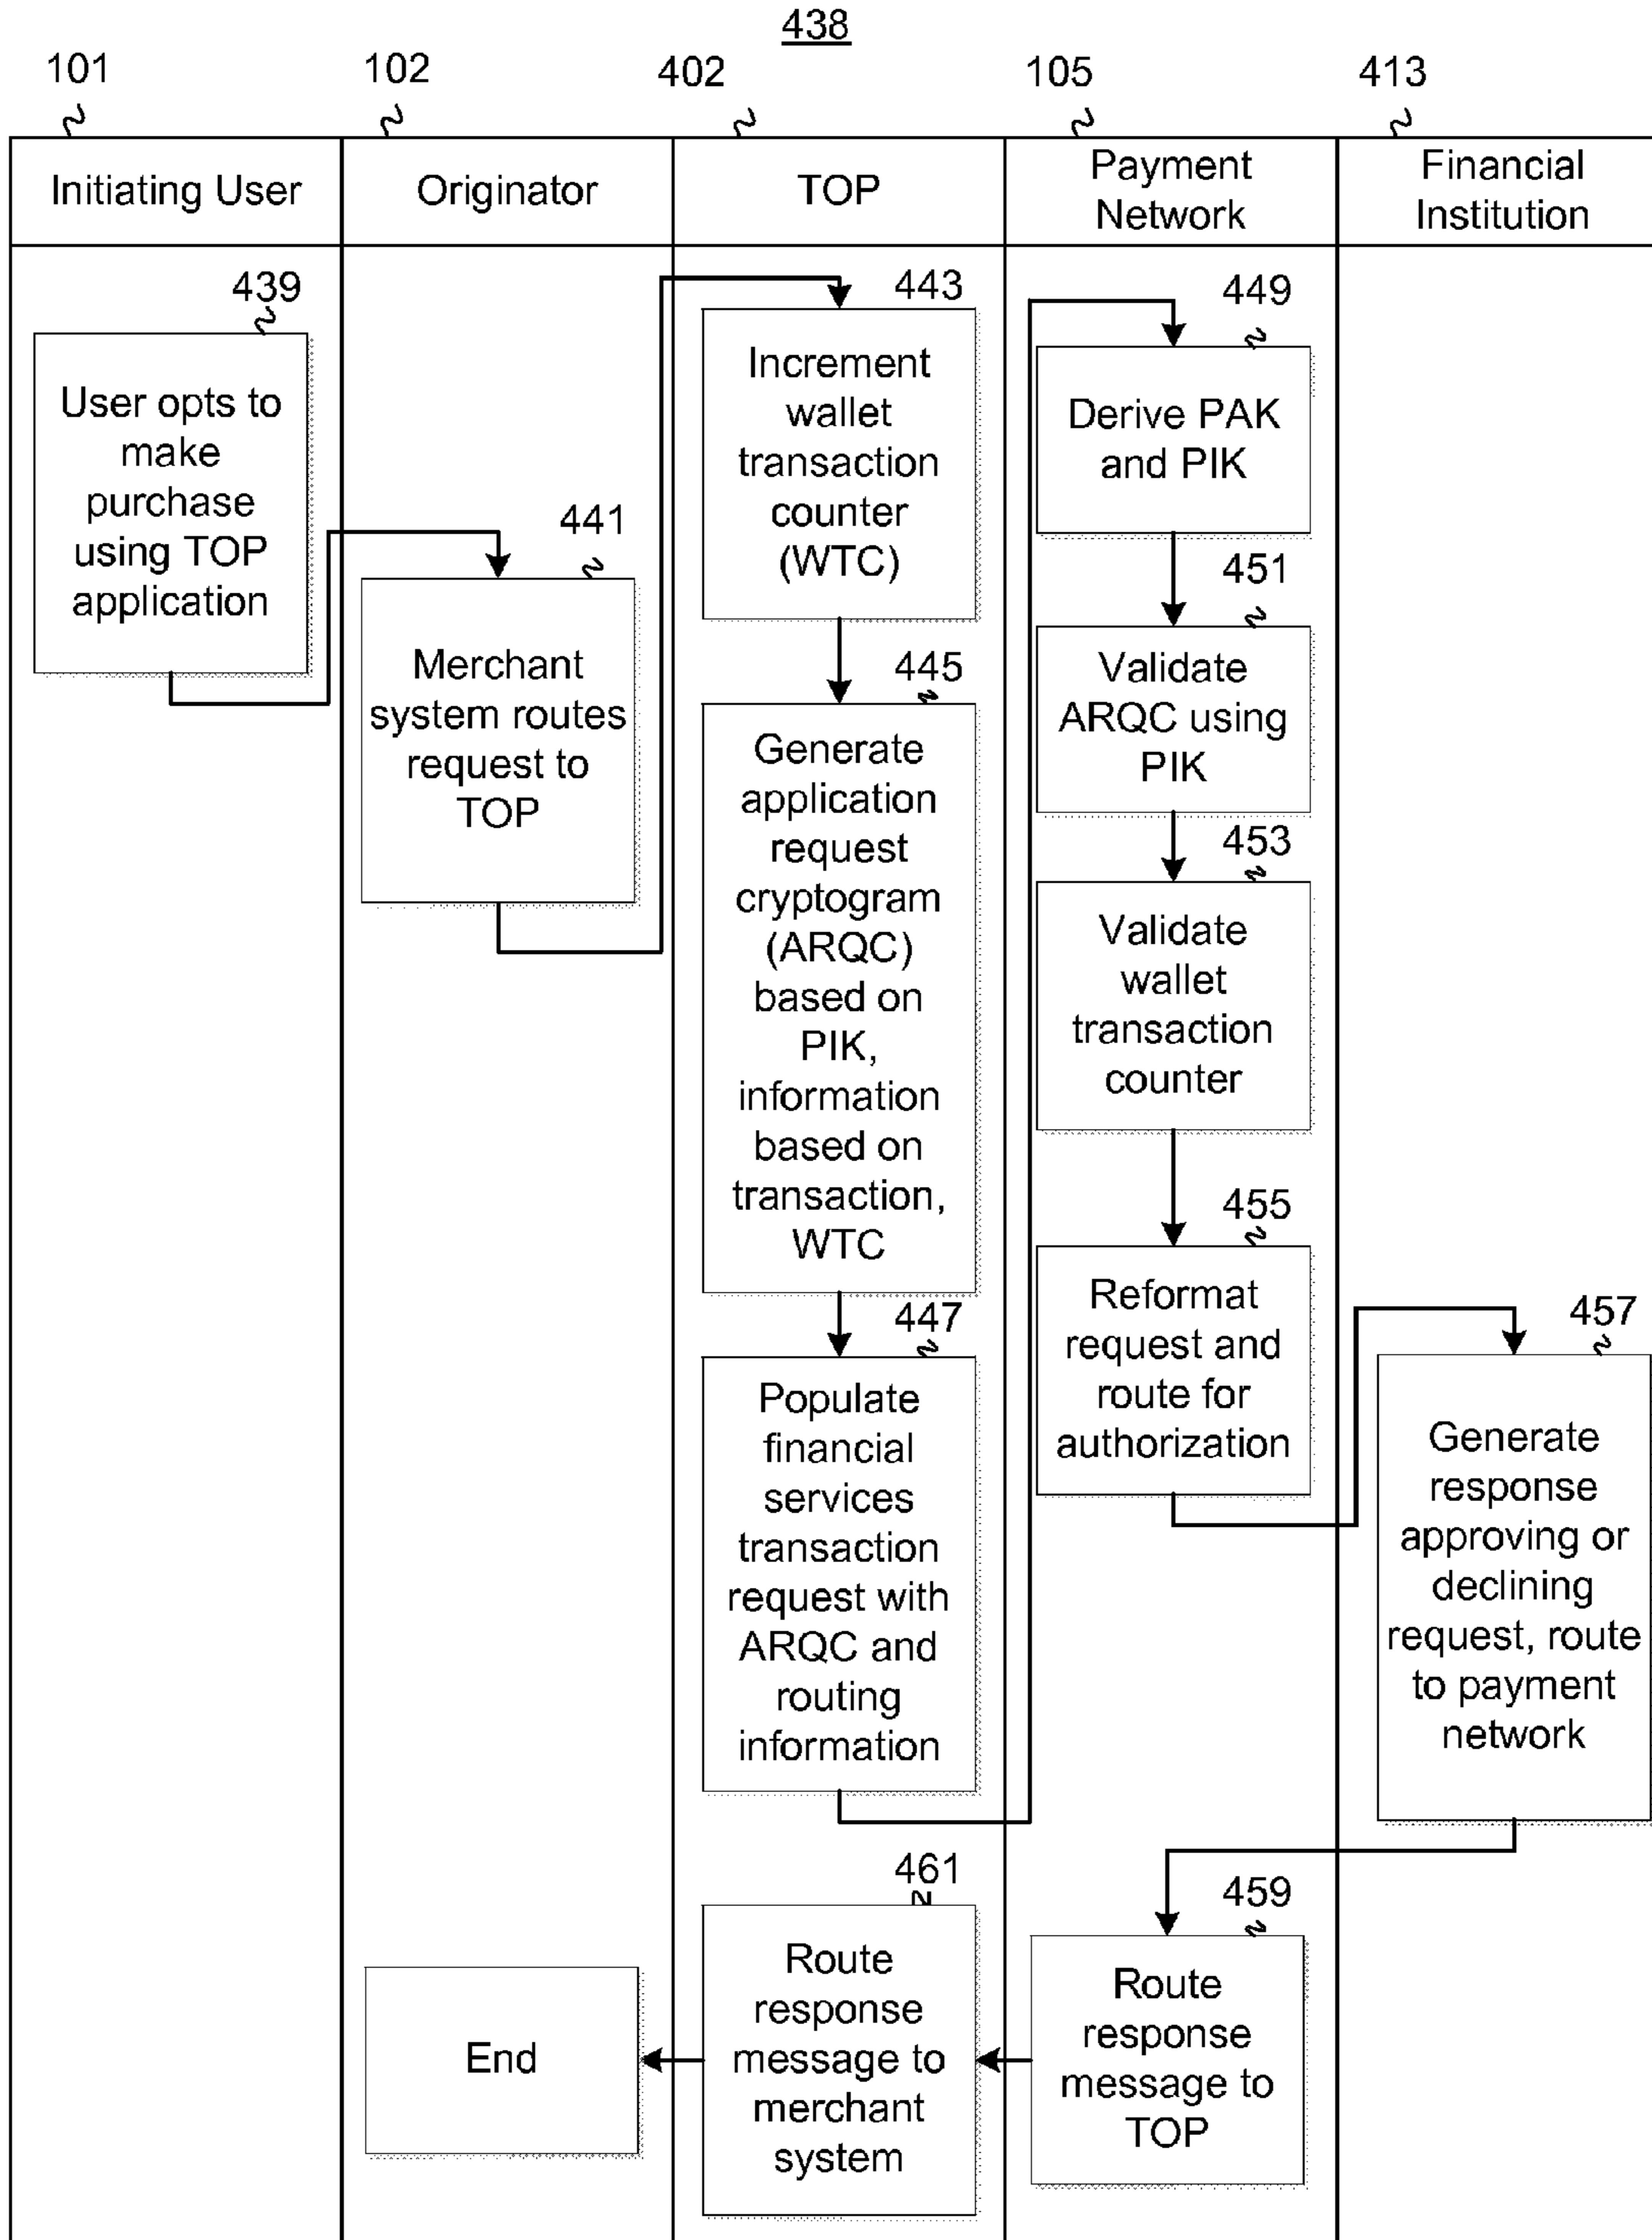 438
101
102
402
105
413
Initiating User
Originator
TOP
Payment
Network
Financial
Institution
439
User opts to
make
purchase
using TOP
application
441
Merchant
system routes
request to
TOP
443
Increment
wallet
transaction
counter
(WTC)
445
Generate
application
request
cryptogram
(ARQC)
based on
PIK,
information
based on
transaction,
WTC
447
Populate
financial
services
transaction
request with
ARQC and
routing
information
449
Derive PAK
and PIK
451
Validate
ARQC using
PIK
453
Validate
wallet
transaction
counter
455
Reformat
request and
route for
authorization
457
Generate
response
approving or
declining
request, route
to payment
network
459
Route
response
message to
TOP
461
Route
response
message to
merchant
system
End